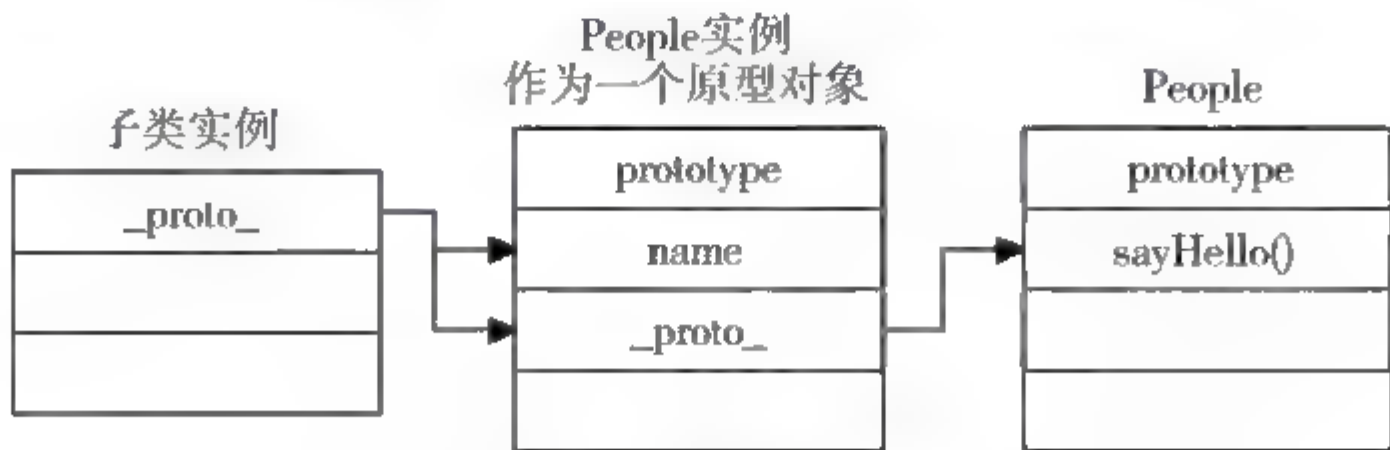 子类实例
_proto_
People实例
作为一个原型对象
prototype
name
_proto_
People
prototype
sayHello()